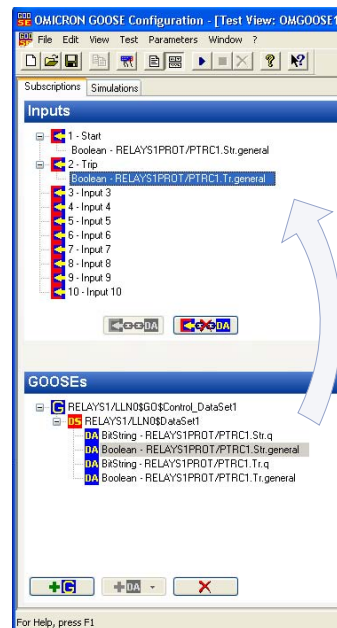 OMICRON GOOSE Configuration - [Test View: OMGOOSE1
File Edit View Test Parameters Window ?
Subscriptions Simulations
Inputs
1 - Start
Boolean - RELAYS1PROT/PTRC1.Str.general
2 - Trip
Boolean - RELAYS1PROT/PTRC1.Tr.general
3 - Input 3
4 - Input 4
5 - Input 5
6 - Input 6
7 - Input 7
8 - Input 8
9 - Input 9
10 - Input 10
DA DA
GOOSEs
G RELAYS1/LLN0$GO$Control_DataSet1
DS RELAYS1/LLN0$DataSet1
DA BitString - RELAYS1PROT/PTRC1.Str.q
DA Boolean - RELAYS1PROT/PTRC1.Str.general
DA BitString - RELAYS1PROT/PTRC1.Tr.q
DA Boolean - RELAYS1PROT/PTRC1.Tr.general
+G +DA
For Help, press F1